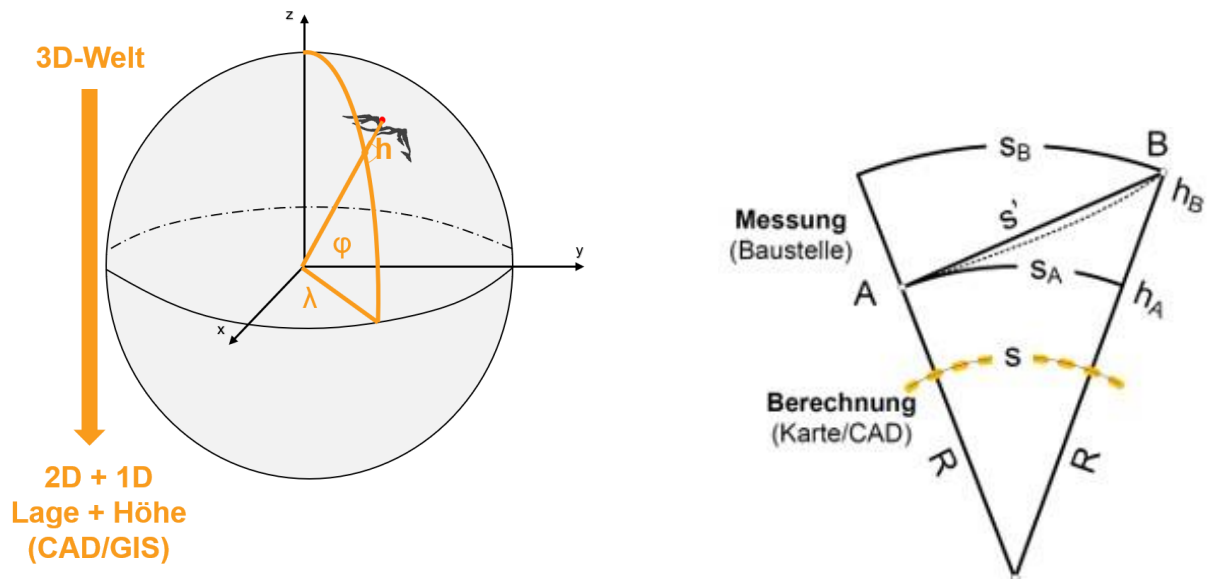 3D-Welt
2D + 1D
Lage + Höhe
(CAD/GIS)
z
h
φ
y
λ
x
s_B
B
h_B
Messung
(Baustelle)
s'
s_A
A
h_A
s
Berechnung
(Karte/CAD)
R
R